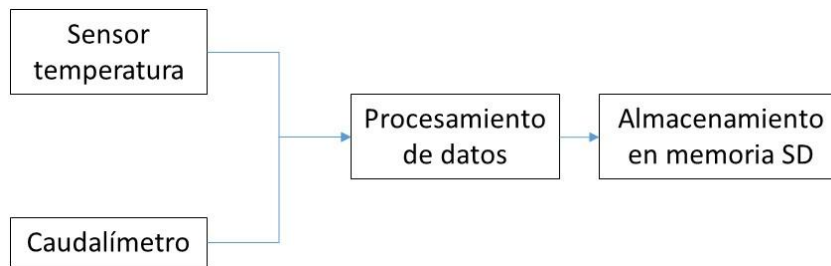 Sensor
temperatura
Procesamiento
de datos
Almacenamiento
en memoria SD
Caudalímetro